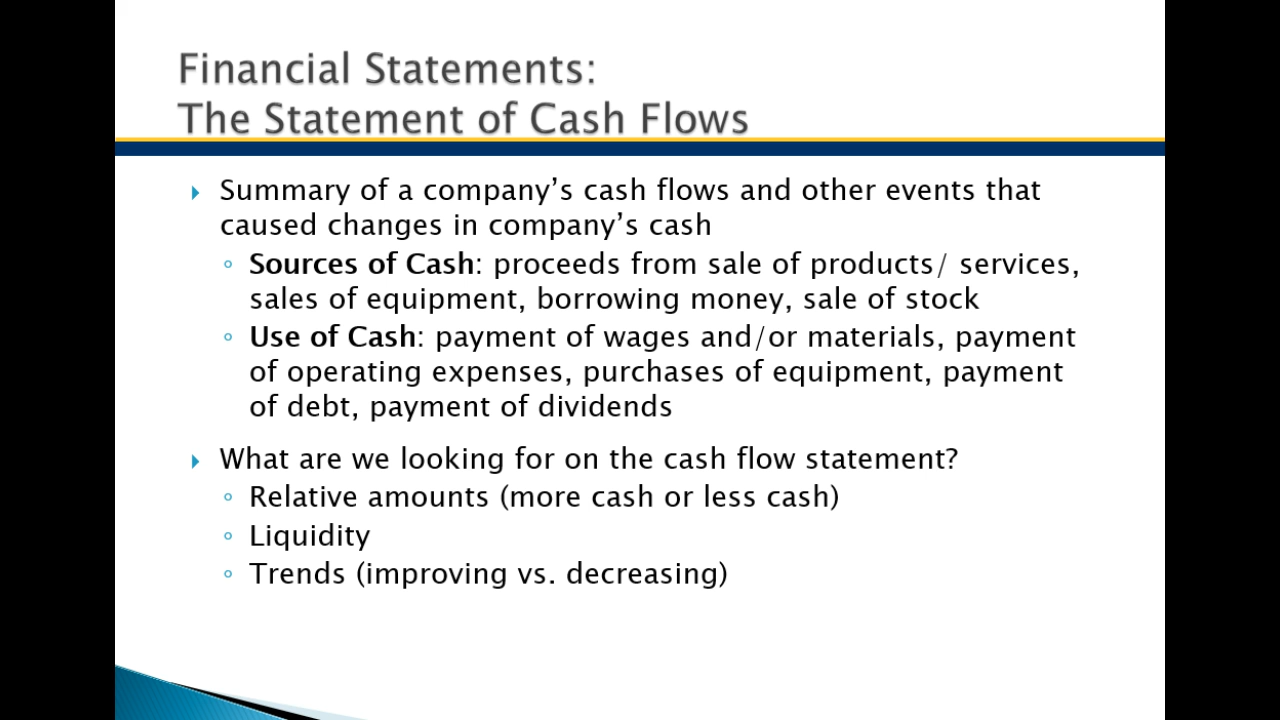 Financial Statements:
The Statement of Cash Flows
Summary of a company’s cash flows and other events that
caused changes in company’s cash
Sources of Cash: proceeds from sale of products/ services,
sales of equipment, borrowing money, sale of stock
Use of Cash: payment of wages and/or materials, payment
of operating expenses, purchases of equipment, payment
of debt, payment of dividends
What are we looking for on the cash flow statement?
Relative amounts (more cash or less cash)
Liquidity
Trends (improving vs. decreasing)